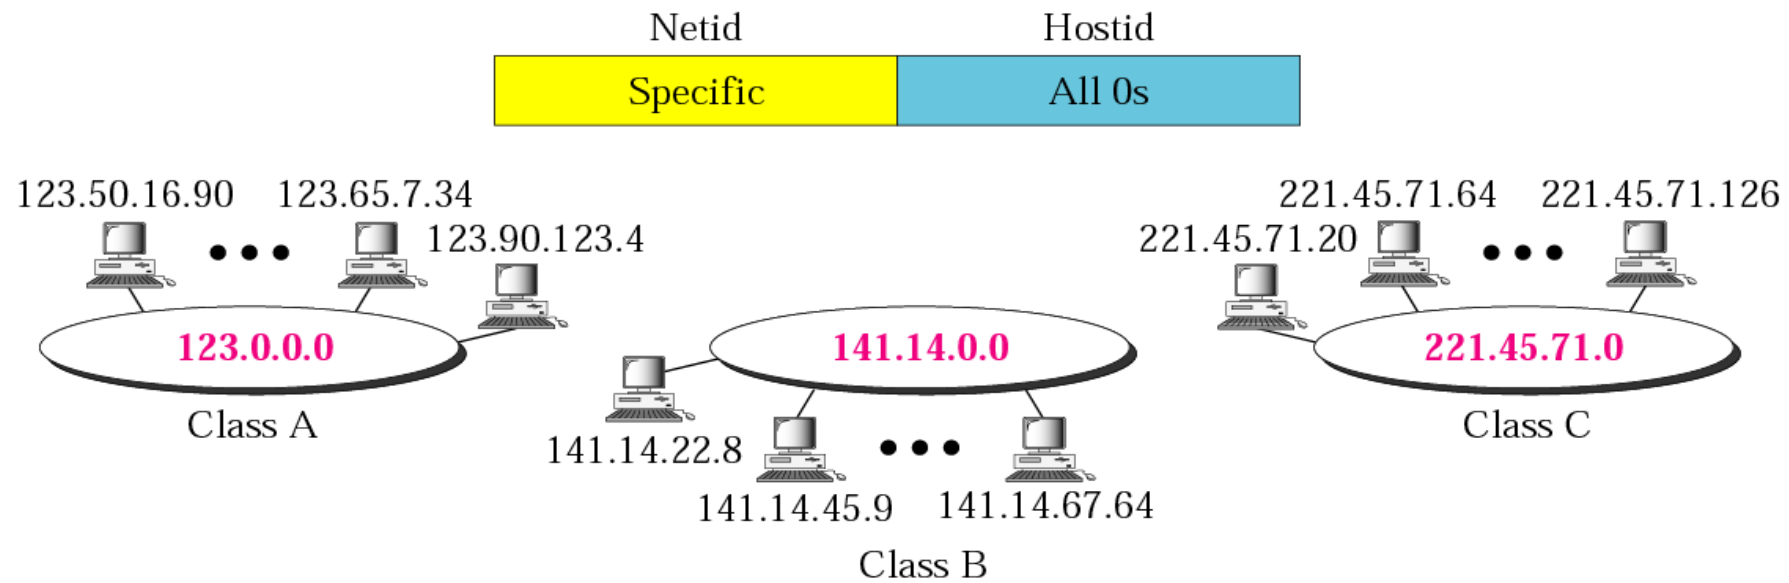 Netid Hostid
Specific All 0s
123.50.16.90 123.65.7.34
123.90.123.4
123.0.0.0
Class A
141.14.0.0
141.14.22.8
141.14.45.9 141.14.67.64
Class B
221.45.71.64 221.45.71.126
221.45.71.20
221.45.71.0
Class C